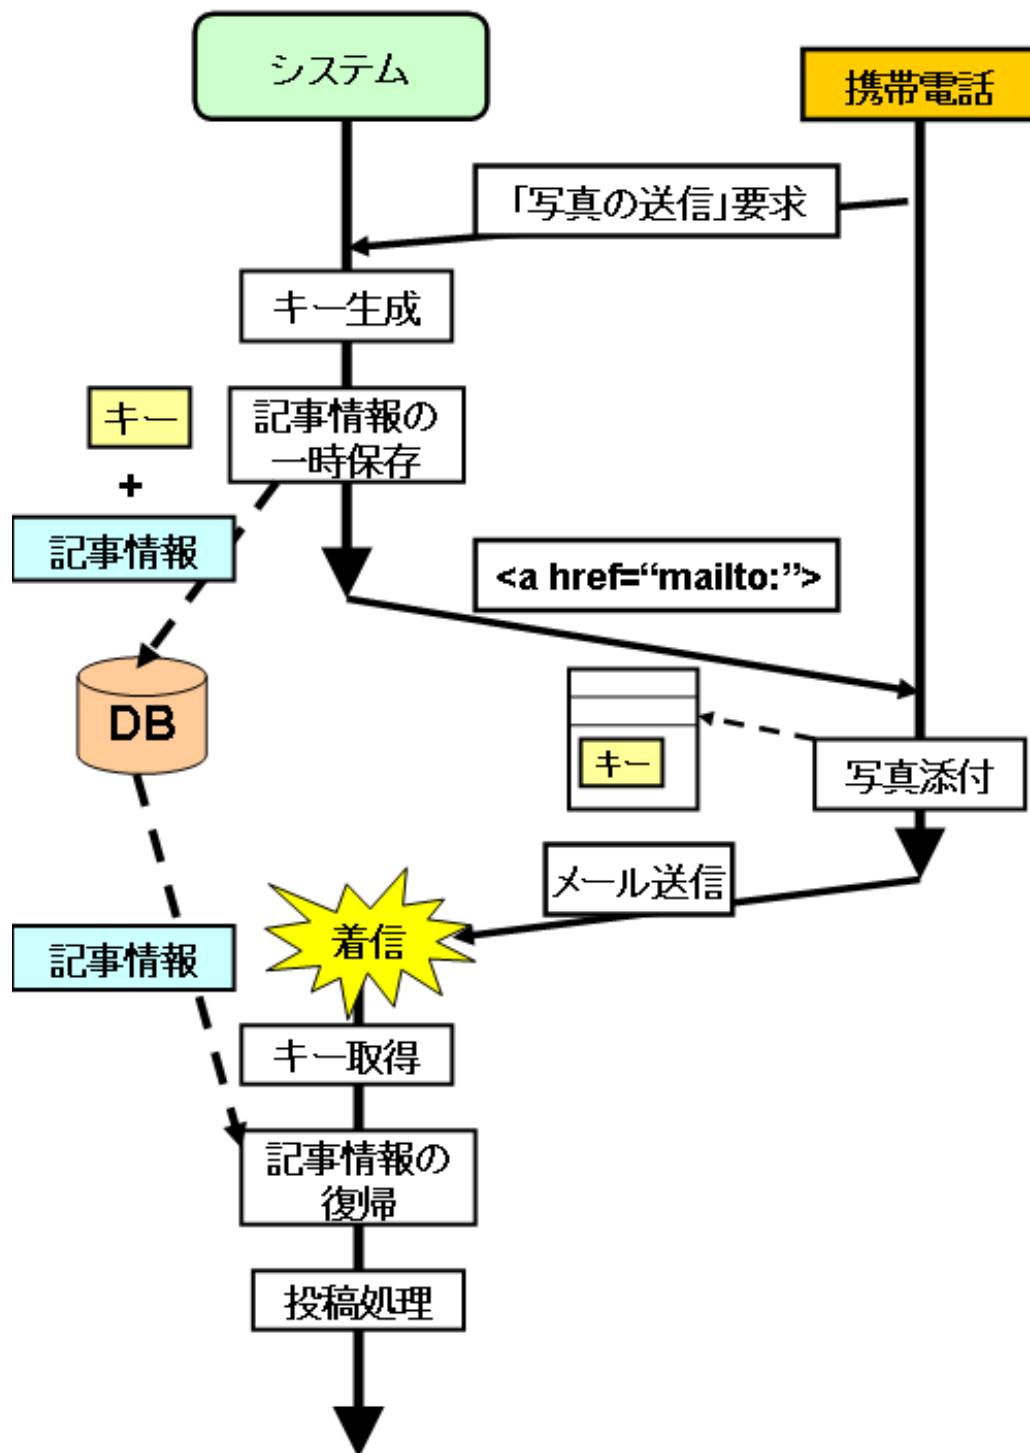 システム
携帯電話
「写真の送信」要求
キー生成
キー
記事情報の
一時保存
+
記事情報
<a href=“mailto:”>
DB
キー
写真添付
メール送信
着信
記事情報
キー取得
記事情報の
復帰
投稿処理